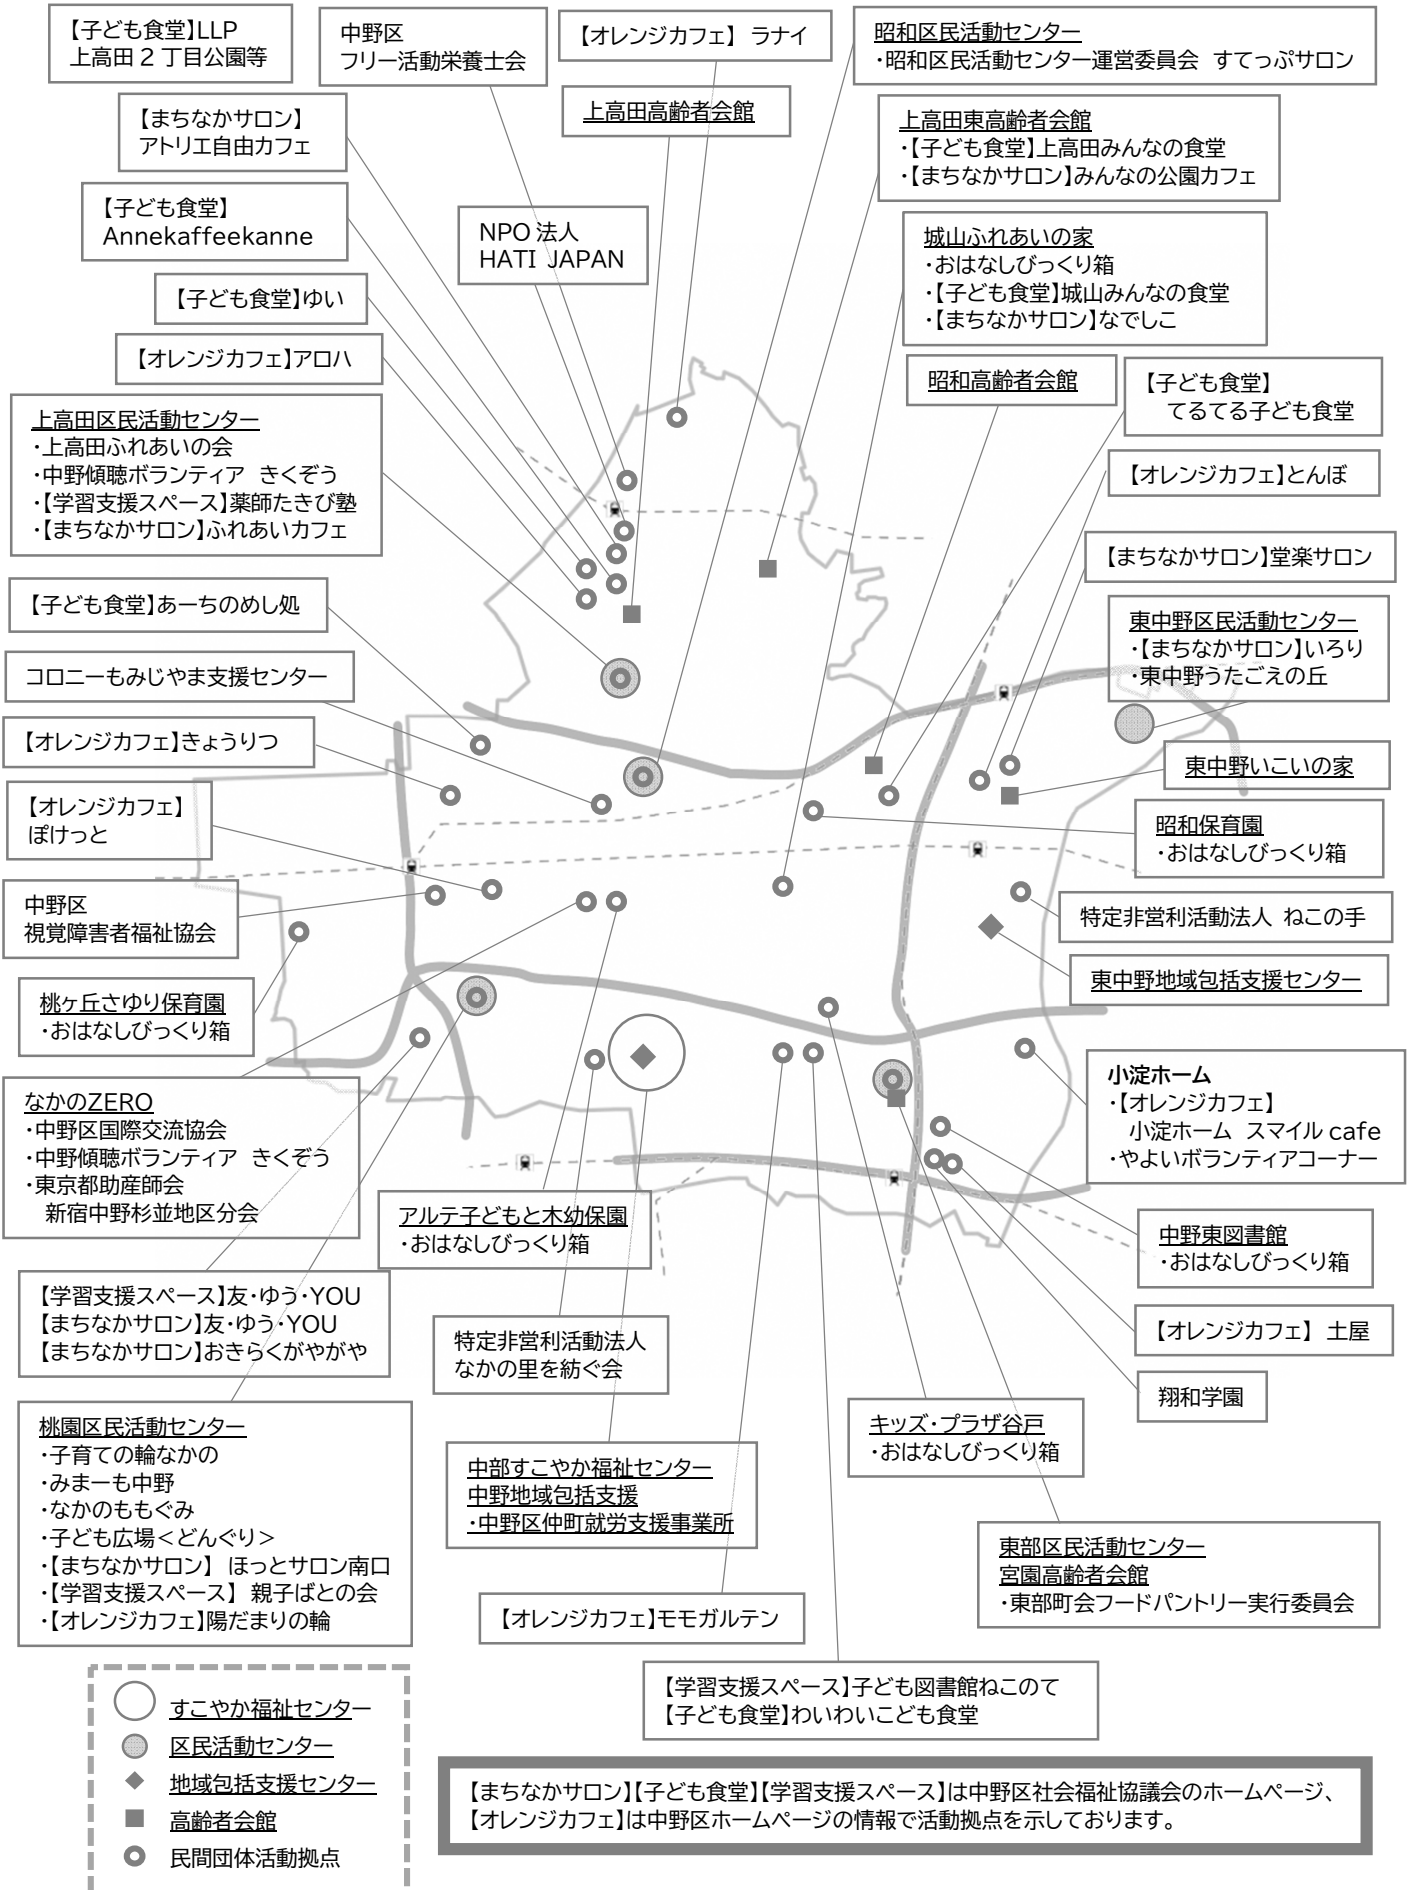 【子ども食堂】LLP
上高田２丁目公園等
中野区
フリー活動栄養士会
【オレンジカフェ】 ラナイ
昭和区民活動センター
・昭和区民活動センター運営委員会 すてっぷサロン
【まちなかサロン】
アトリエ自由カフェ
上高田高齢者会館
上高田東高齢者会館
・【子ども食堂】上高田みんなの食堂
・【まちなかサロン】みんなの公園カフェ
【子ども食堂】
Annekaffeekanne
NPO 法人
HATI JAPAN
城山ふれあいの家
・おはなしびっくり箱
・【子ども食堂】城山みんなの食堂
・【まちなかサロン】なでしこ
【子ども食堂】ゆい
【オレンジカフェ】アロハ
昭和高齢者会館
【子ども食堂】
てるてる子ども食堂
上高田区民活動センター
・上高田ふれあいの会
・中野傾聴ボランティア きくぞう
・【学習支援スペース】薬師たきび塾
・【まちなかサロン】ふれあいカフェ
【オレンジカフェ】とんぼ
【まちなかサロン】堂楽サロン
【子ども食堂】あーちのめし処
東中野区民活動センター
・【まちなかサロン】いろり
・東中野うたごえの丘
コロニーもみじやま支援センター
【オレンジカフェ】きょうりつ
東中野いこいの家
【オレンジカフェ】
ぽけっと
昭和保育園
・おはなしびっくり箱
中野区
視覚障害者福祉協会
特定非営利活動法人 ねこの手
東中野地域包括支援センター
桃ヶ丘さゆり保育園
・おはなしびっくり箱
小淀ホーム
・【オレンジカフェ】
小淀ホーム スマイル cafe
・やよいボランティアコーナー
なかのZERO
・中野区国際交流協会
・中野傾聴ボランティア きくぞう
・東京都助産師会
新宿中野杉並地区分会
アルテ子どもと木幼保園
・おはなしびっくり箱
中野東図書館
・おはなしびっくり箱
【学習支援スペース】友・ゆう・YOU
【まちなかサロン】友・ゆう・YOU
【まちなかサロン】おきらくがやがや
特定非営利活動法人
なかの里を紡ぐ会
【オレンジカフェ】 土屋
翔和学園
桃園区民活動センター
・子育ての輪なかの
・みまーも中野
・なかのももぐみ
・子ども広場＜どんぐり＞
・【まちなかサロン】 ほっとサロン南口
・【学習支援スペース】 親子ばとの会
・【オレンジカフェ】陽だまりの輪
キッズ・プラザ谷戸
・おはなしびっくり箱
中部すこやか福祉センター
中野地域包括支援
・中野区仲町就労支援事業所
東部区民活動センター
宮園高齢者会館
・東部町会フードパントリー実行委員会
【オレンジカフェ】モモガルテン
【学習支援スペース】子ども図書館ねこのて
【子ども食堂】わいわいこども食堂
すこやか福祉センター
区民活動センター
地域包括支援センター
高齢者会館
民間団体活動拠点
【まちなかサロン】【子ども食堂】【学習支援スペース】は中野区社会福祉協議会のホームページ、
【オレンジカフェ】は中野区ホームページの情報で活動拠点を示しております。